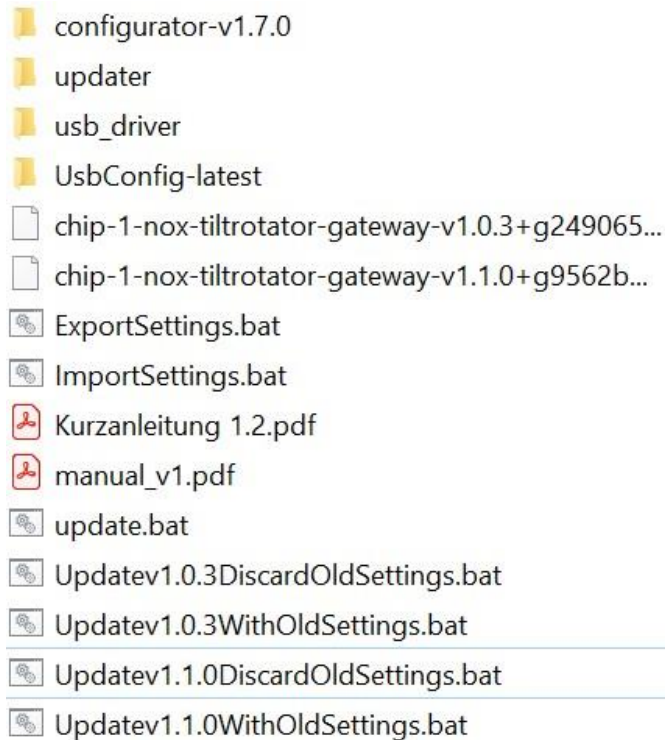 configurator-v1.7.0
updater
usb_driver
UsbConfig-latest
chip-1-nox-tiltrotator-gateway-v1.0.3+g249065...
chip-1-nox-tiltrotator-gateway-v1.1.0+g9562b...
ExportSettings.bat
ImportSettings.bat
Kurzanleitung 1.2.pdf
manual_v1.pdf
update.bat
Updatev1.0.3DiscardOldSettings.bat
Updatev1.0.3WithOldSettings.bat
Updatev1.1.0DiscardOldSettings.bat
Updatev1.1.0WithOldSettings.bat